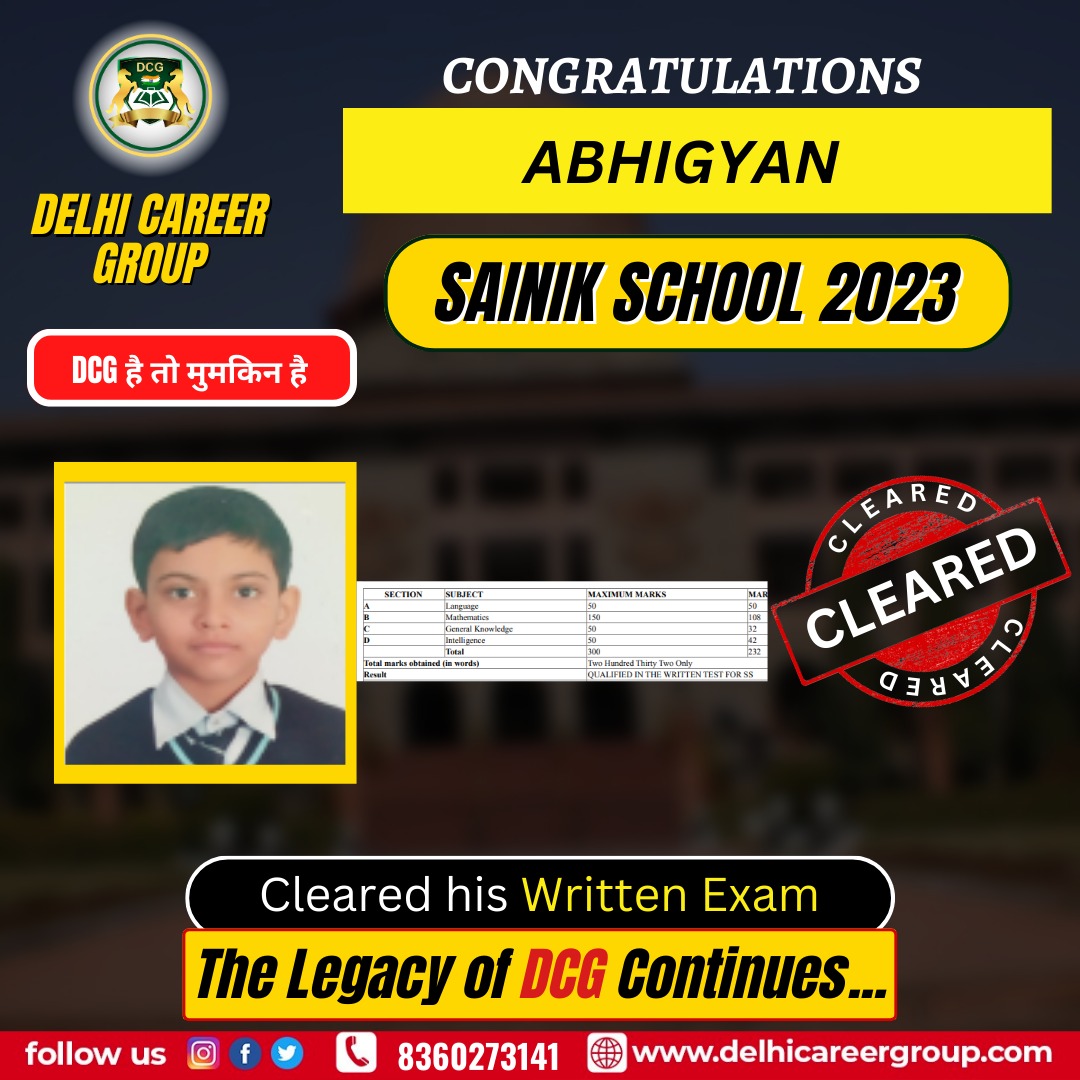 DCG
DELHI CAREER
GROUP
CONGRATULATIONS
ABHIGYAN
SAINIK SCHOOL 2023
DCG है तो मुमकिन है
SECTION SUBJECT MAXIMUM MARKS MAR
A Language 50 50
B Mathematics 150 108
C General Knowledge 50 32
D Intelligence 50 42
Total 300 232
Total marks obtained (in words) Two Hundred Thirty Two Only
Result QUALIFIED IN THE WRITTEN TEST FOR SS
CLEARED
CLEARED
CLEARED
Cleared his Written Exam
The Legacy of DCG Continues...
follow us 8360273141 www.delhicareergroup.com